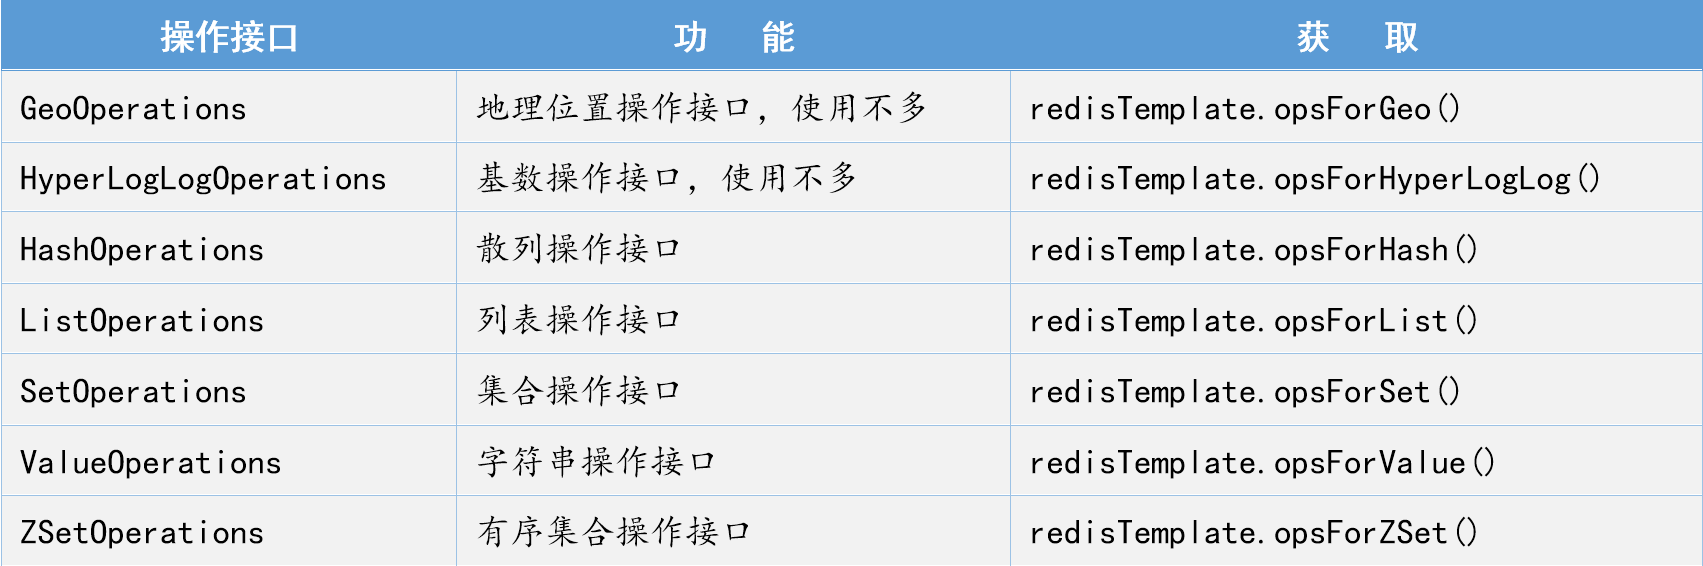 操作接口 功 能 获 取
GeoOperations 地理位置操作接口，使用不多 redisTemplate.opsForGeo()
HyperLogLogOperations 基数操作接口，使用不多 redisTemplate.opsForHyperLogLog()
HashOperations 散列操作接口 redisTemplate.opsForHash()
ListOperations 列表操作接口 redisTemplate.opsForList()
SetOperations 集合操作接口 redisTemplate.opsForSet()
ValueOperations 字符串操作接口 redisTemplate.opsForValue()
ZSetOperations 有序集合操作接口 redisTemplate.opsForZSet()